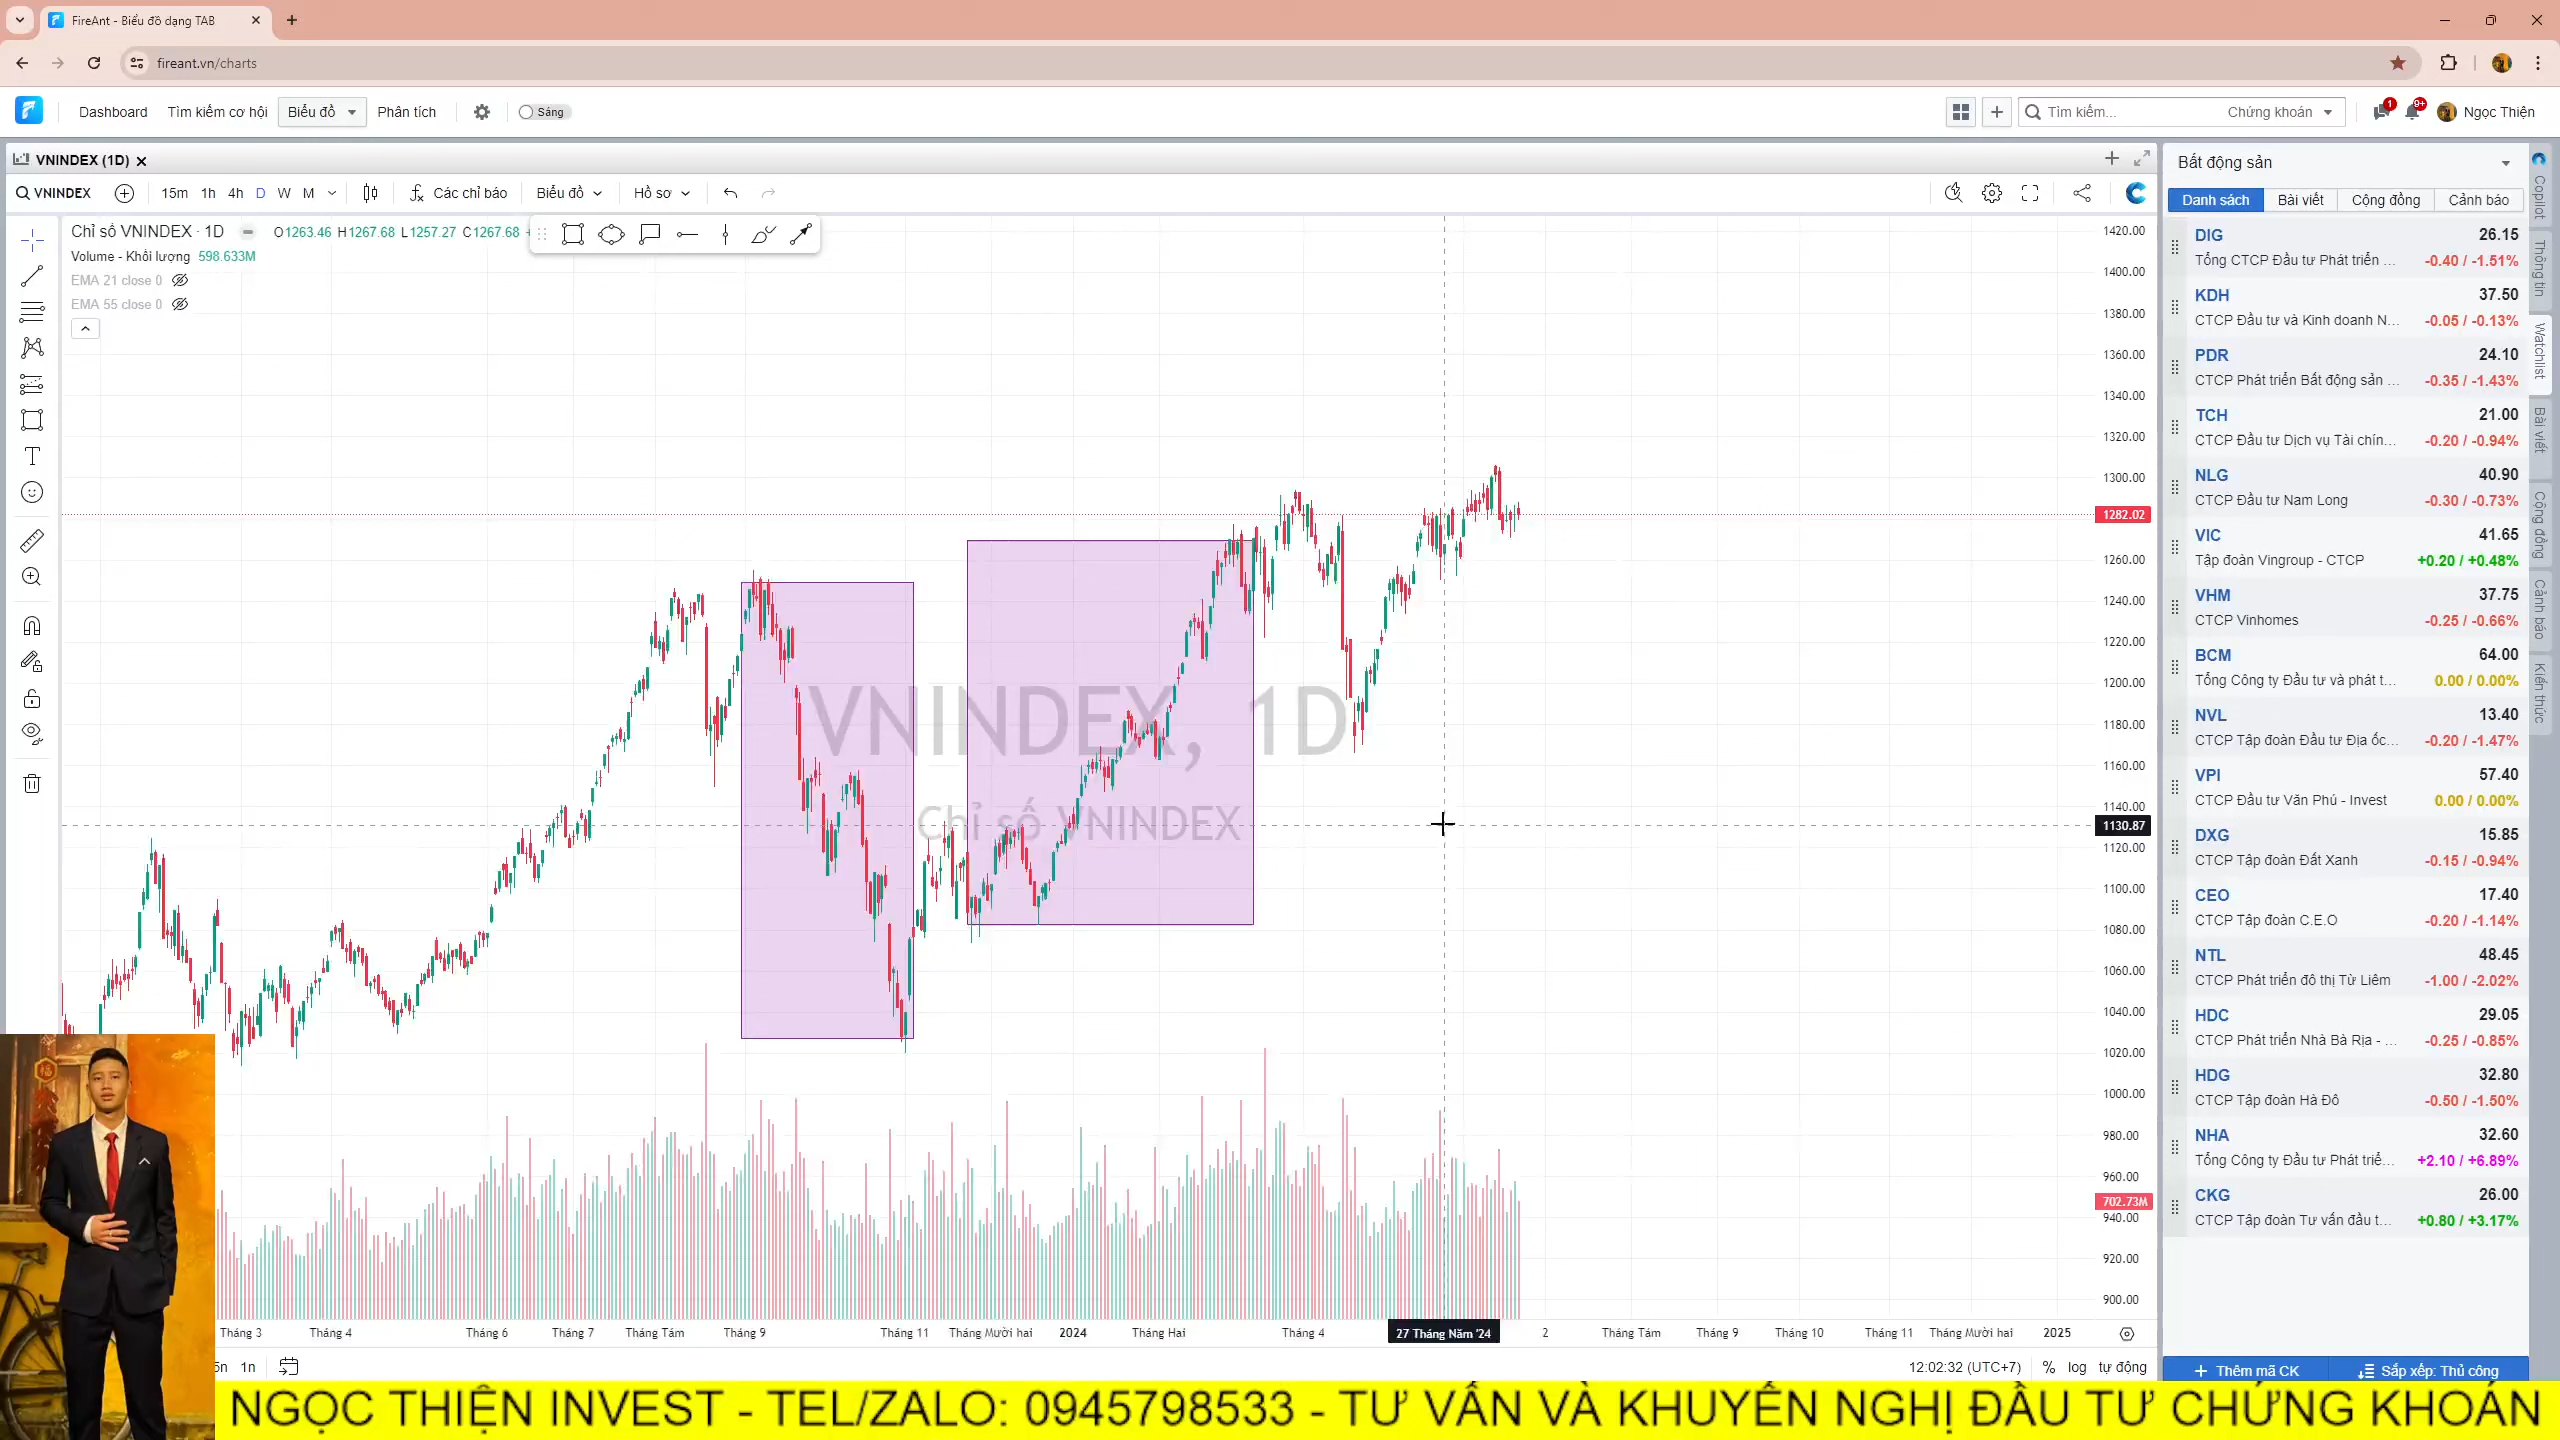 FireAnt - Biểu đồ dạng TAB
fireant.vn/charts
Dashboard
Tìm kiếm cơ hội
Biểu đồ
Phân tích
Sáng
Tìm kiếm...
Chứng khoán
1
9+
Ngọc Thiện
VNINDEX (1D)
VNINDEX
15m 1h 4h D W M
Các chỉ báo
Biểu đồ
Hồ sơ
Chỉ số VNINDEX · 1D
O1263.46 H1267.68 L1257.27 C1267.68
Volume - Khối lượng 598.633M
EMA 21 close 0
EMA 55 close 0
VNINDEX, 1D
Chỉ số VNINDEX
1420.00
1400.00
1380.00
1360.00
1340.00
1320.00
1300.00
1282.02
1260.00
1240.00
1220.00
1200.00
1180.00
1160.00
1140.00
1130.87
1120.00
1100.00
1080.00
1060.00
1040.00
1020.00
1000.00
980.00
960.00
702.73M
940.00
920.00
900.00
Tháng 3
Tháng 4
Tháng 6
Tháng 7
Tháng Tám
Tháng 9
Tháng 11
Tháng Mười hai
2024
Tháng Hai
Tháng 4
27 Tháng Năm '24
2
Tháng Tám
Tháng 9
Tháng 10
Tháng 11
Tháng Mười hai
2025
5n 1n
12:02:32 (UTC+7)
% log tự động
Bất động sản
Danh sách
Bài viết
Cộng đồng
Cảnh báo
DIG 26.15
Tổng CTCP Đầu tư Phát triển ... -0.40 / -1.51%
KDH 37.50
CTCP Đầu tư và Kinh doanh N... -0.05 / -0.13%
PDR 24.10
CTCP Phát triển Bất động sản ... -0.35 / -1.43%
TCH 21.00
CTCP Đầu tư Dịch vụ Tài chín... -0.20 / -0.94%
NLG 40.90
CTCP Đầu tư Nam Long -0.30 / -0.73%
VIC 41.65
Tập đoàn Vingroup - CTCP +0.20 / +0.48%
VHM 37.75
CTCP Vinhomes -0.25 / -0.66%
BCM 64.00
Tổng Công ty Đầu tư và phát t... 0.00 / 0.00%
NVL 13.40
CTCP Tập đoàn Đầu tư Địa ốc... -0.20 / -1.47%
VPI 57.40
CTCP Đầu tư Văn Phú - Invest 0.00 / 0.00%
DXG 15.85
CTCP Tập đoàn Đất Xanh -0.15 / -0.94%
CEO 17.40
CTCP Tập đoàn C.E.O -0.20 / -1.14%
NTL 48.45
CTCP Phát triển đô thị Từ Liêm -1.00 / -2.02%
HDC 29.05
CTCP Phát triển Nhà Bà Rịa - ... -0.25 / -0.85%
HDG 32.80
CTCP Tập đoàn Hà Đô -0.50 / -1.50%
NHA 32.60
Tổng Công ty Đầu tư Phát triể... +2.10 / +6.89%
CKG 26.00
CTCP Tập đoàn Tư vấn đầu t... +0.80 / +3.17%
Thêm mã CK
Sắp xếp: Thủ công
Copilot
Thông tin
Watchlist
Bài viết
Cộng đồng
Cảnh báo
Kiến thức
NGỌC THIỆN INVEST - TEL/ZALO: 0945798533 - TƯ VẤN VÀ KHUYẾN NGHỊ ĐẦU TƯ CHỨNG KHOÁN